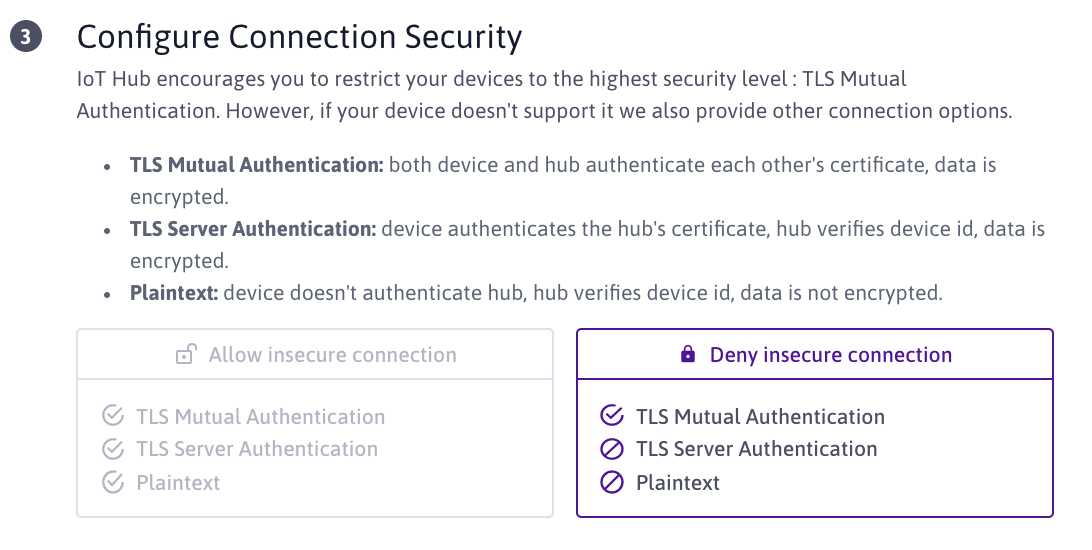 3
Configure Connection Security
IoT Hub encourages you to restrict your devices to the highest security level : TLS Mutual
Authentication. However, if your device doesn't support it we also provide other connection options.
• TLS Mutual Authentication: both device and hub authenticate each other's certificate, data is
encrypted.
• TLS Server Authentication: device authenticates the hub's certificate, hub verifies device id, data is
encrypted.
• Plaintext: device doesn't authenticate hub, hub verifies device id, data is not encrypted.
Allow insecure connection
TLS Mutual Authentication
TLS Server Authentication
Plaintext
Deny insecure connection
TLS Mutual Authentication
TLS Server Authentication
Plaintext